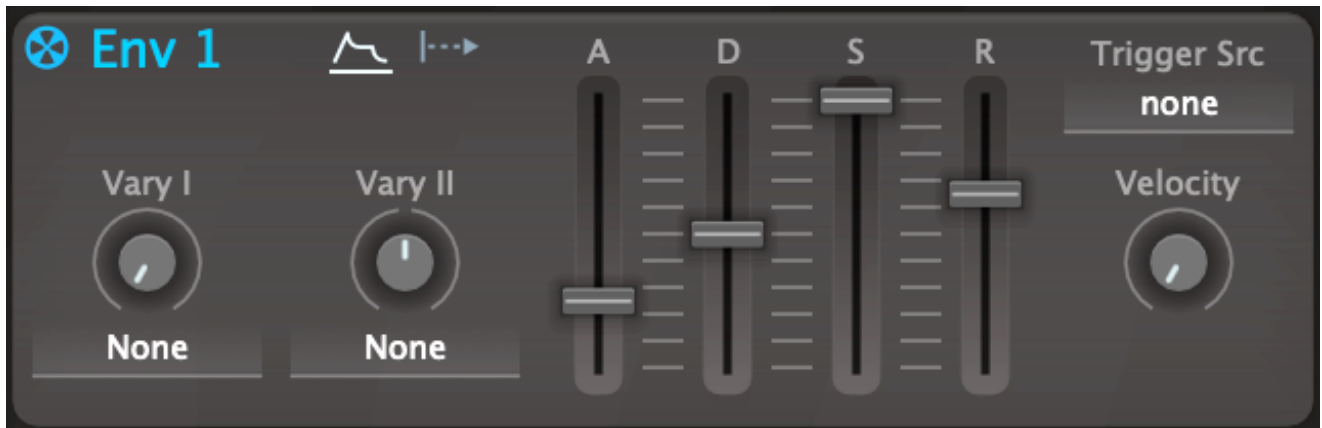 Env 1
A D S R
Trigger Src
none
Vary I
Vary II
Velocity
None
None